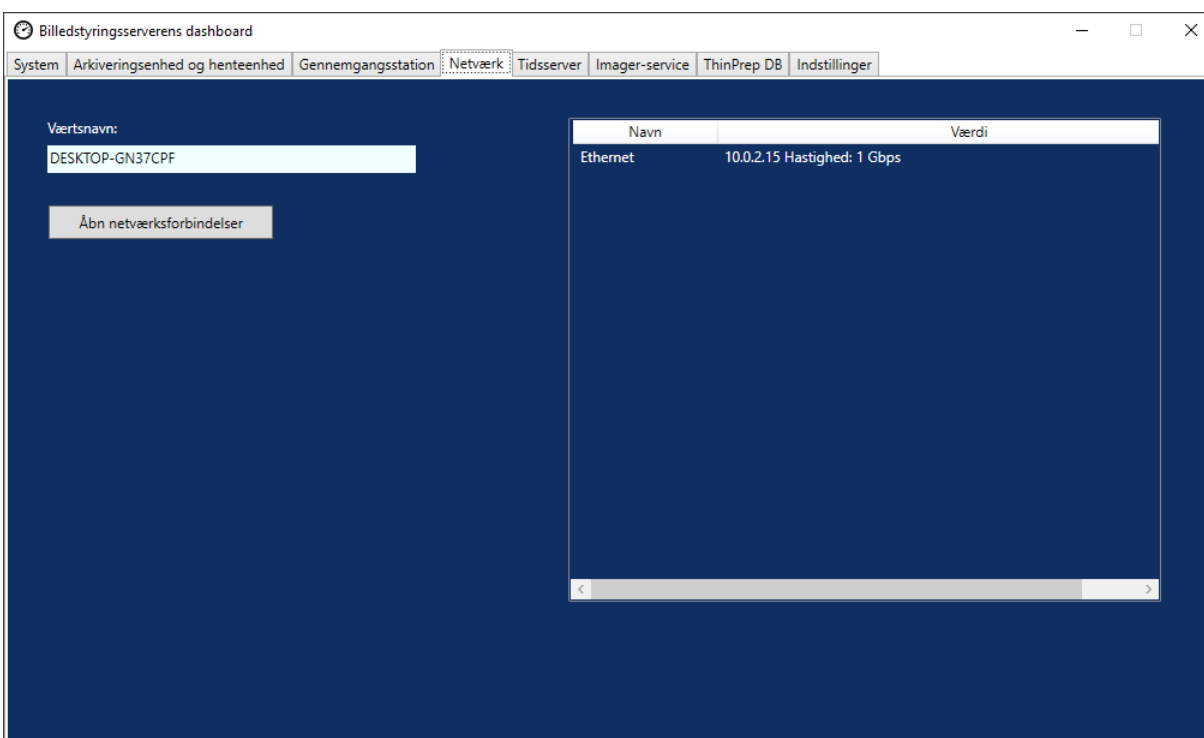 Billedstyringsserverens dashboard
System Arkiveringsenhed og henteenhed Gennemgangsstation Netværk Tidsserver Imager-service ThinPrep DB Indstillinger
Værtsnavn:
DESKTOP-GN37CPF
Åbn netværksforbindelser
Navn Værdi
Ethernet 10.0.2.15 Hastighed: 1 Gbps